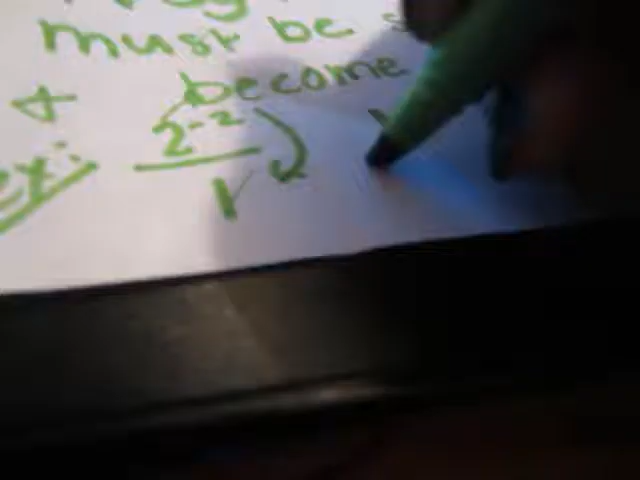 must be
& become
ex: 2⁻²
1